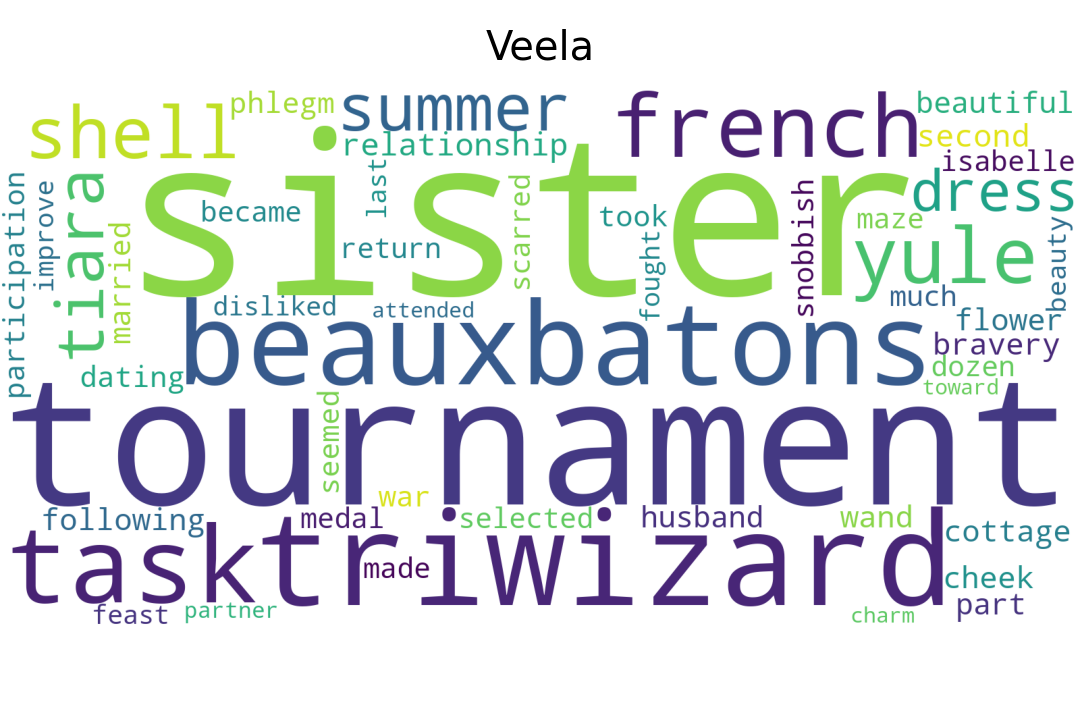 Veela
phlegm
summer
french
beautiful
shell
relationship
second
isabelle
sister
participation
improve
tiara
married
became
last
return
scarred
took
fought
snobbish
maze
dress
yule
beauty
disliked
attended
much
flower
beauxbatons
bravery
dozen
dating
toward
tournament
seemed
war
following
medal
selected
husband
wand
cottage
task
triwizard
made
cheek
part
feast
partner
charm